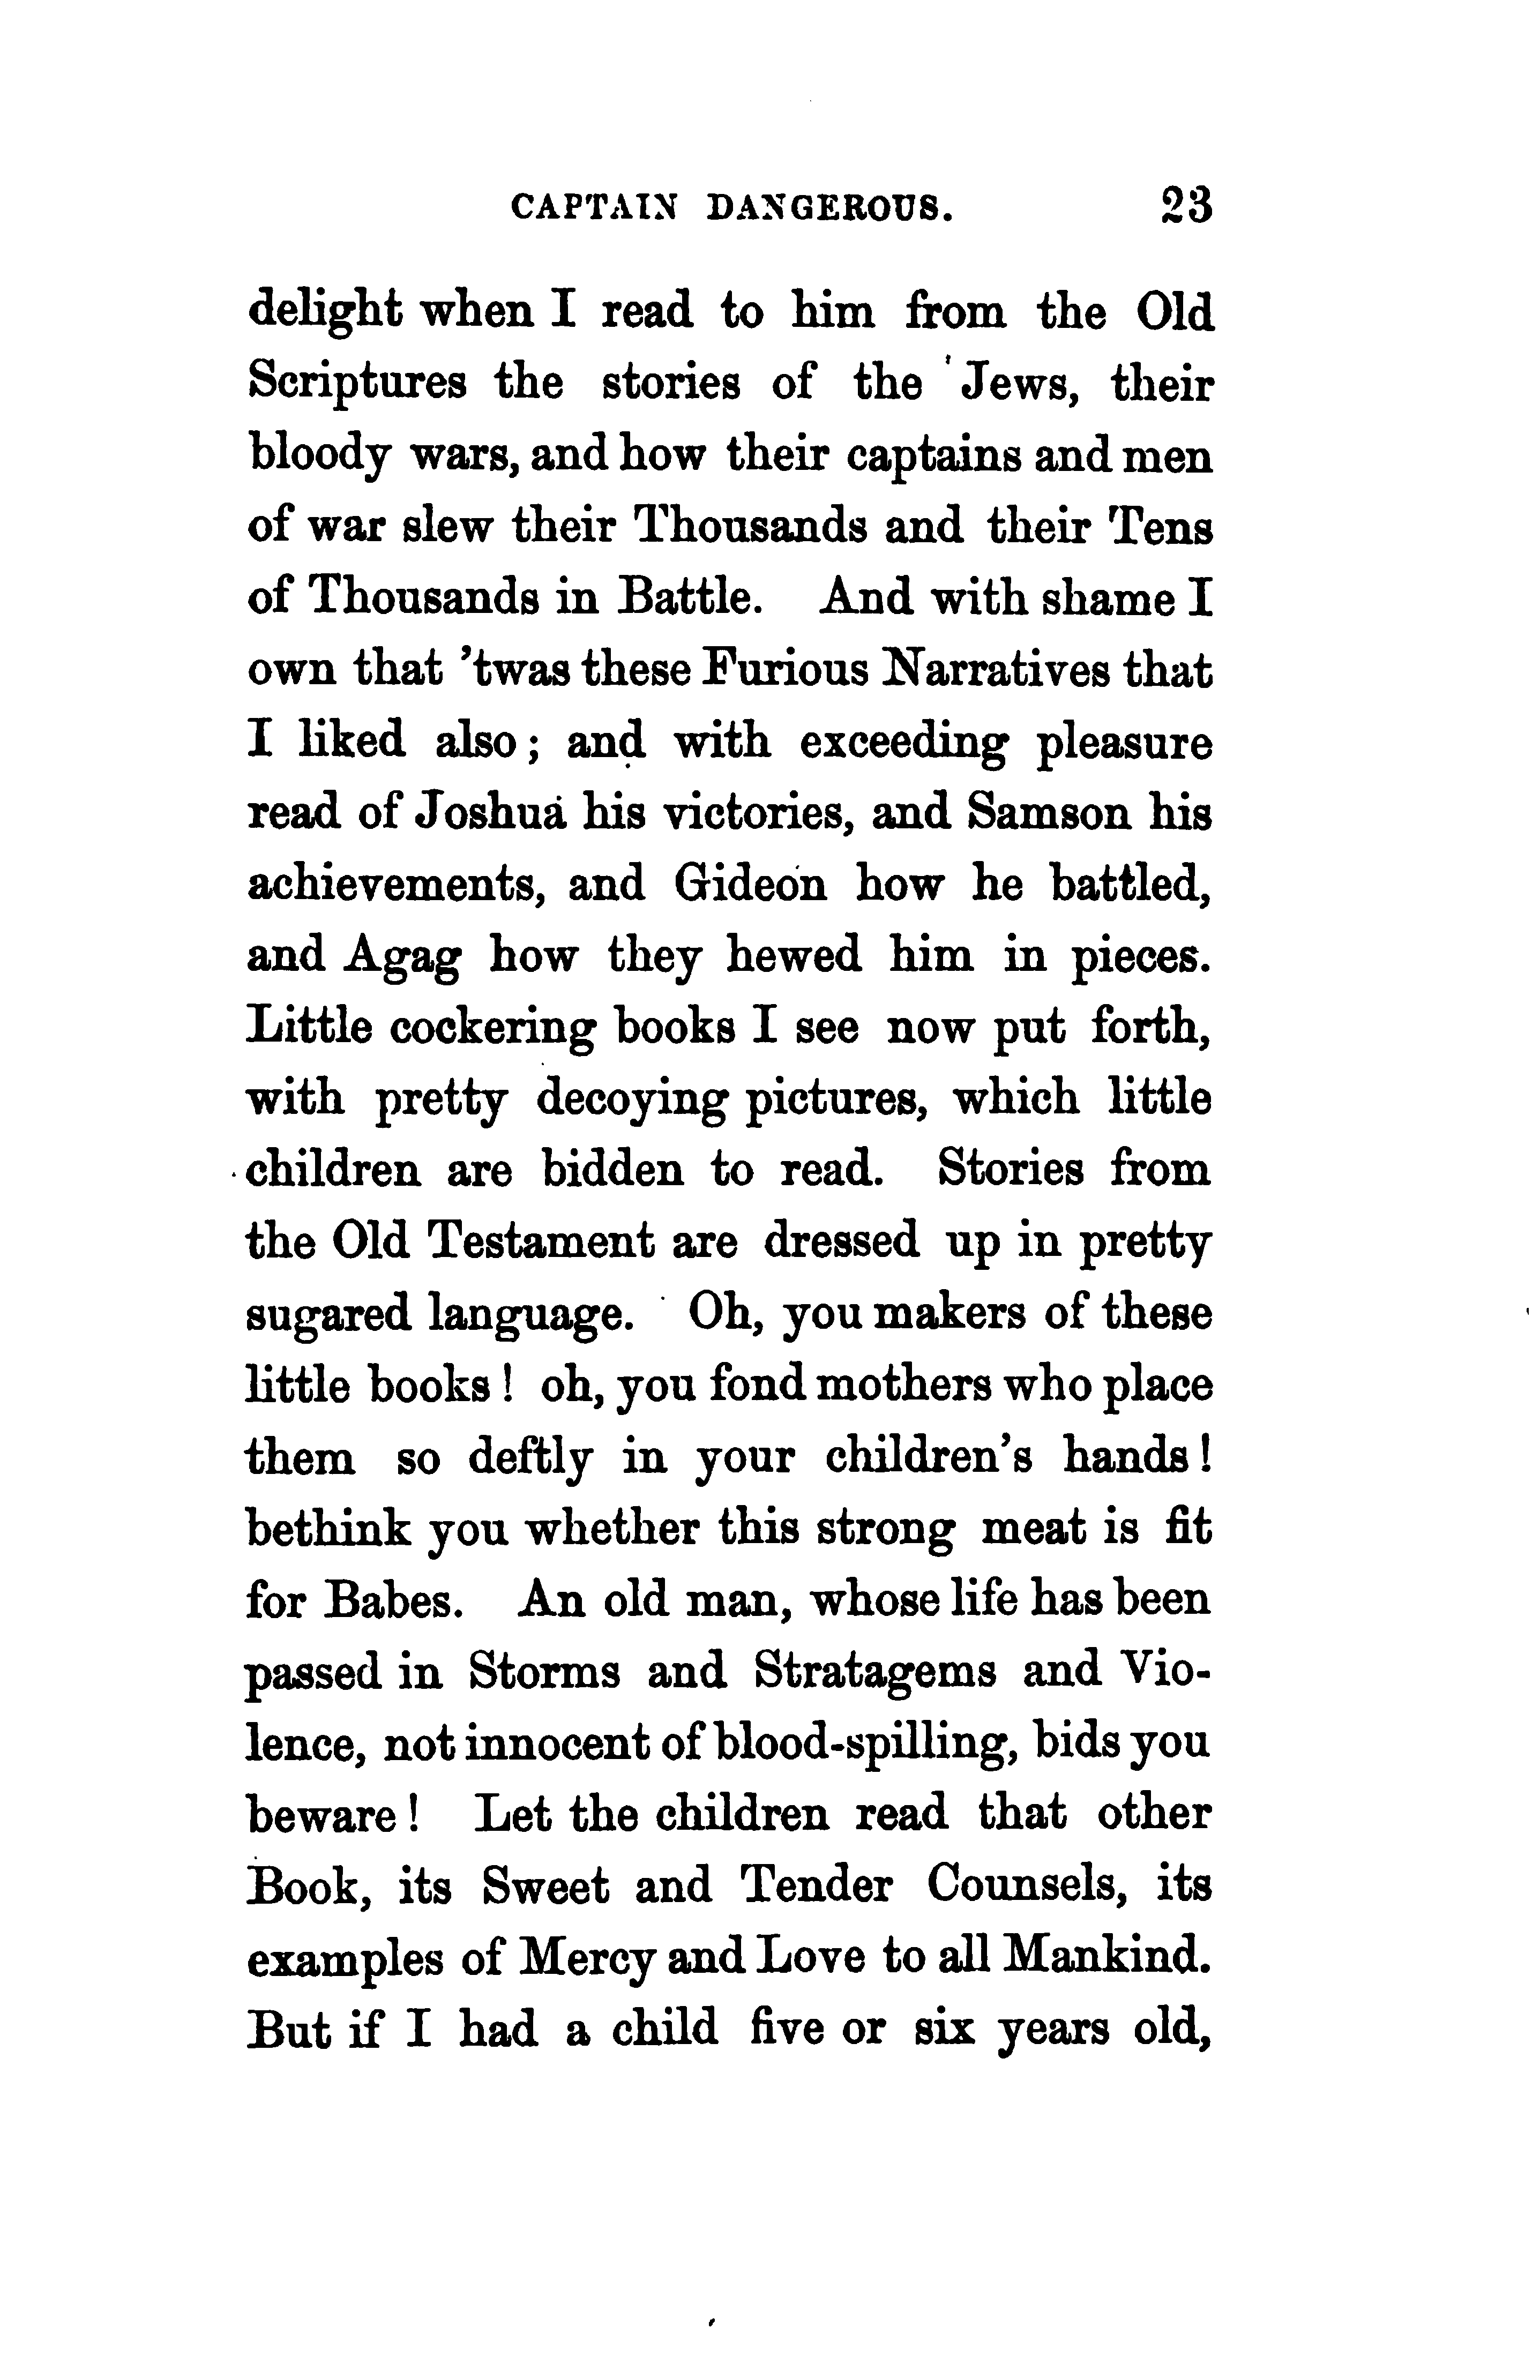 CAPTAIN DANGEROUS. 23
delight when I read to him from the Old
Scriptures the stories of the Jews, their
bloody wars, and how their captains and men
of war slew their Thousands and their Tens
of Thousands in Battle. And with shame I
own that ’twas these Furious Narratives that
I liked also; and with exceeding pleasure
read of Joshua his victories, and Samson his
achievements, and Gideon how he battled,
and Agag how they hewed him in pieces.
Little cockering books I see now put forth,
with pretty decoying pictures, which little
children are bidden to read. Stories from
the Old Testament are dressed up in pretty
sugared language. Oh, you makers of these
little books! oh, you fond mothers who place
them so deftly in your children’s hands!
bethink you whether this strong meat is fit
for Babes. An old man, whose life has been
passed in Storms and Stratagems and Vio-
lence, not innocent of blood-spilling, bids you
beware! Let the children read that other
Book, its Sweet and Tender Counsels, its
examples of Mercy and Love to all Mankind.
But if I had a child five or six years old,